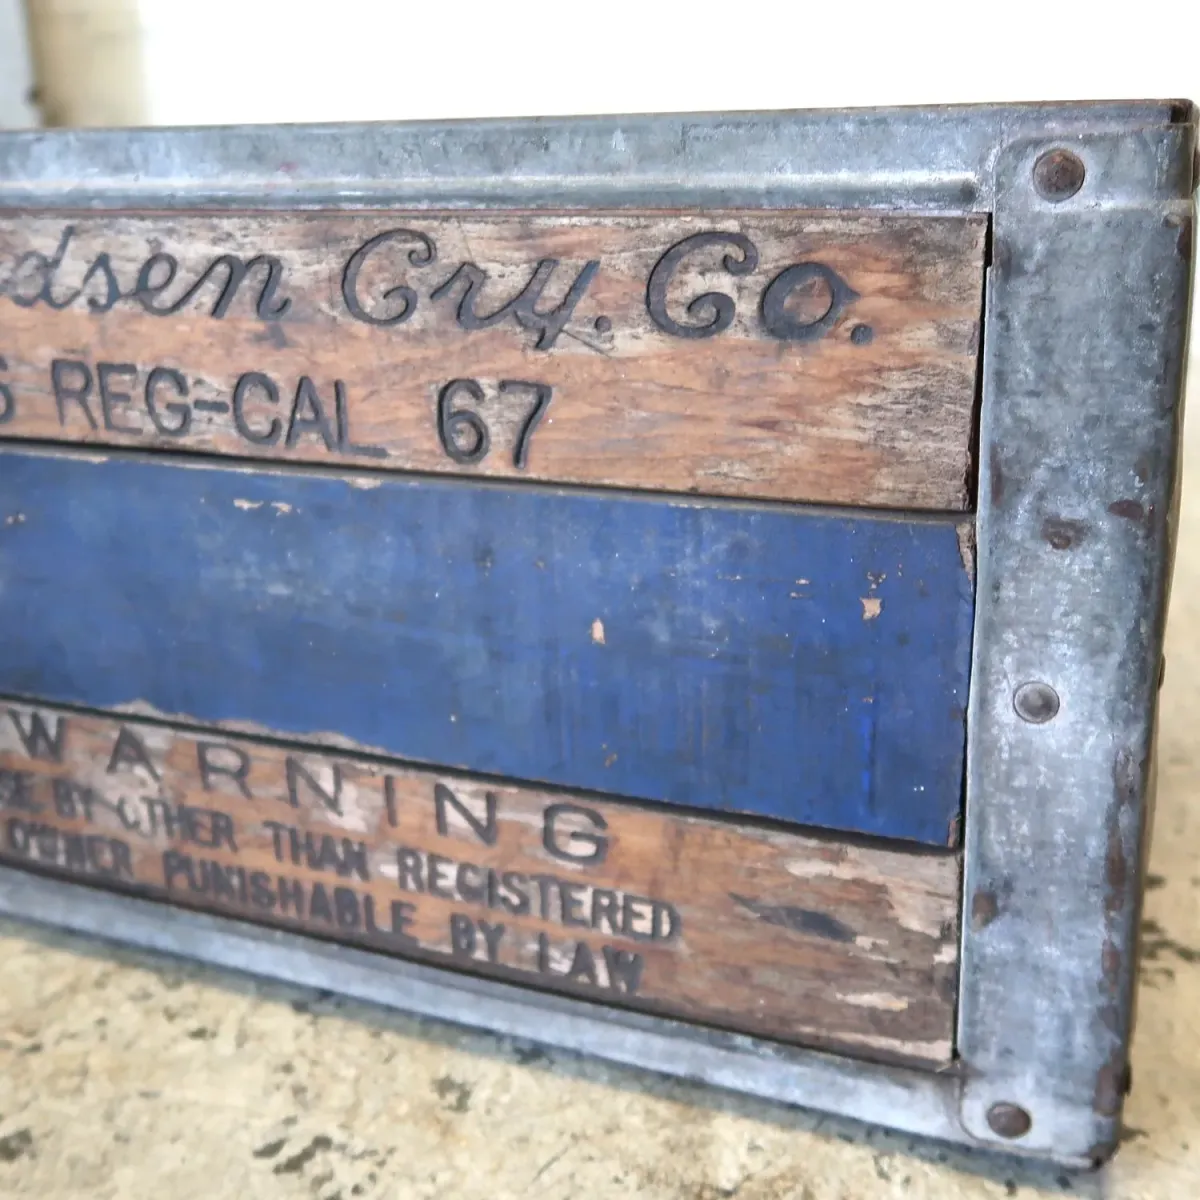 dsen Cry. Co.
S REG-CAL 67
WARNING
SE BY OTHER THAN REGISTERED
OWNER PUNISHABLE BY LAW